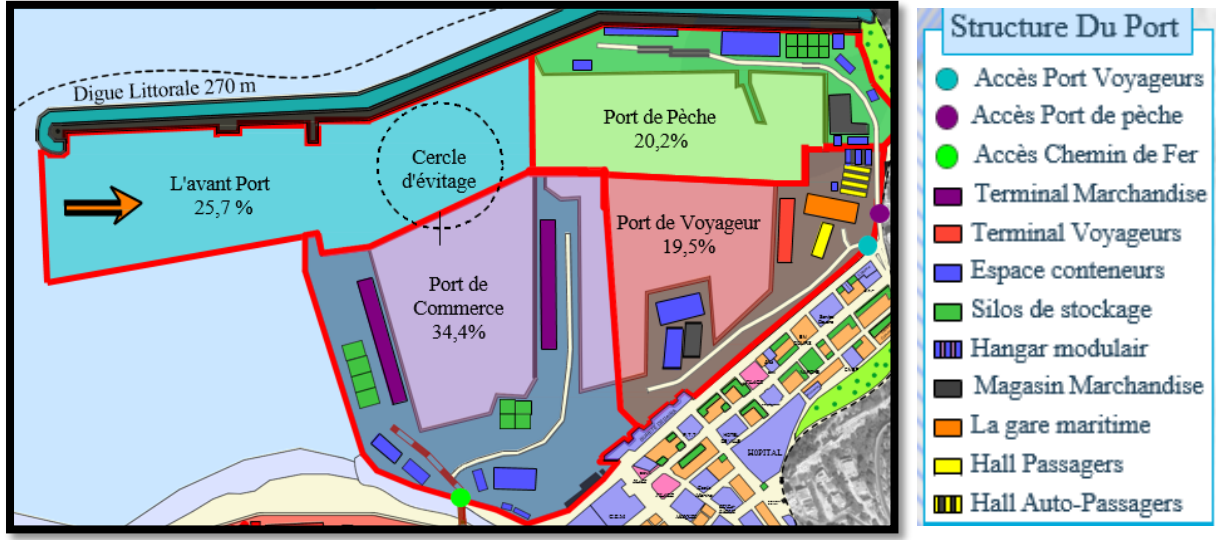 Digue Littorale 270 m
L'avant Port
25,7 %
Cercle
d'évitage
Port de Pèche
20,2%
Port de Voyageur
19,5%
Port de
Commerce
34,4%
HOPITAL
Structure Du Port
Accès Port Voyageurs
Accès Port de pèche
Accès Chemin de Fer
Terminal Marchandise
Terminal Voyageurs
Espace conteneurs
Silos de stockage
Hangar modulair
Magasin Marchandise
La gare maritime
Hall Passagers
Hall Auto-Passagers